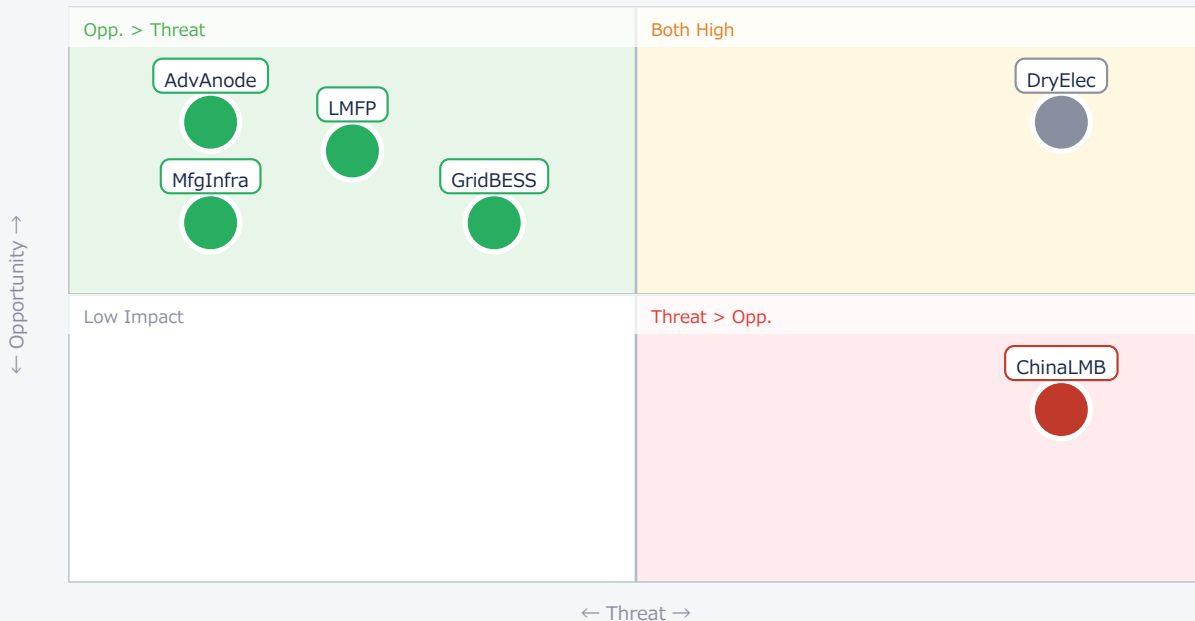 Opp. > Threat
Both High
AdvAnode
LMFP
DryElec
MfgInfra
GridBESS
← Opportunity →
Low Impact
Threat > Opp.
ChinaLMB
← Threat →